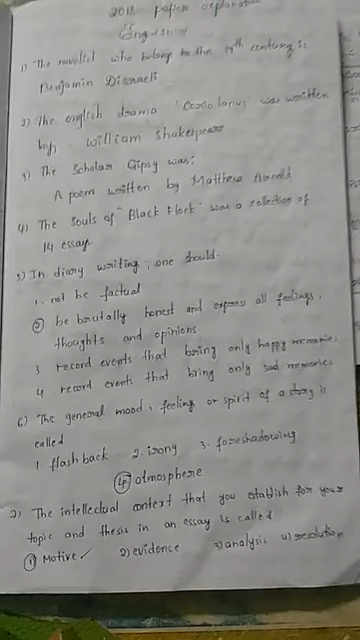 2018 paper explanation
English
1) The novelist who belong to the 19th century is
Benjamin Disraeli
2) The english drama 'Coriolanus' was written
by, William Shakespeare
3) The Scholar Gipsy was:
A poem written by Matthew Arnold
4) The Souls of "Black Flock" was a collection of
14 essay.
5) In diary writing, one should.
1. not be factual
② be brutally honest and express all feelings,
thoughts and opinions.
3 record events that bring only happy memories.
4 record events that bring only sad memories.
6) The general mood, feeling or spirit of a story is
called
1 flash back 2. irony 3. foreshadowing
④ atmosphere
7) The intellectual context that you establish for your
topic and thesis in an essay is called
① Motive ✓ 2) evidence 3) analysis 4) resolution